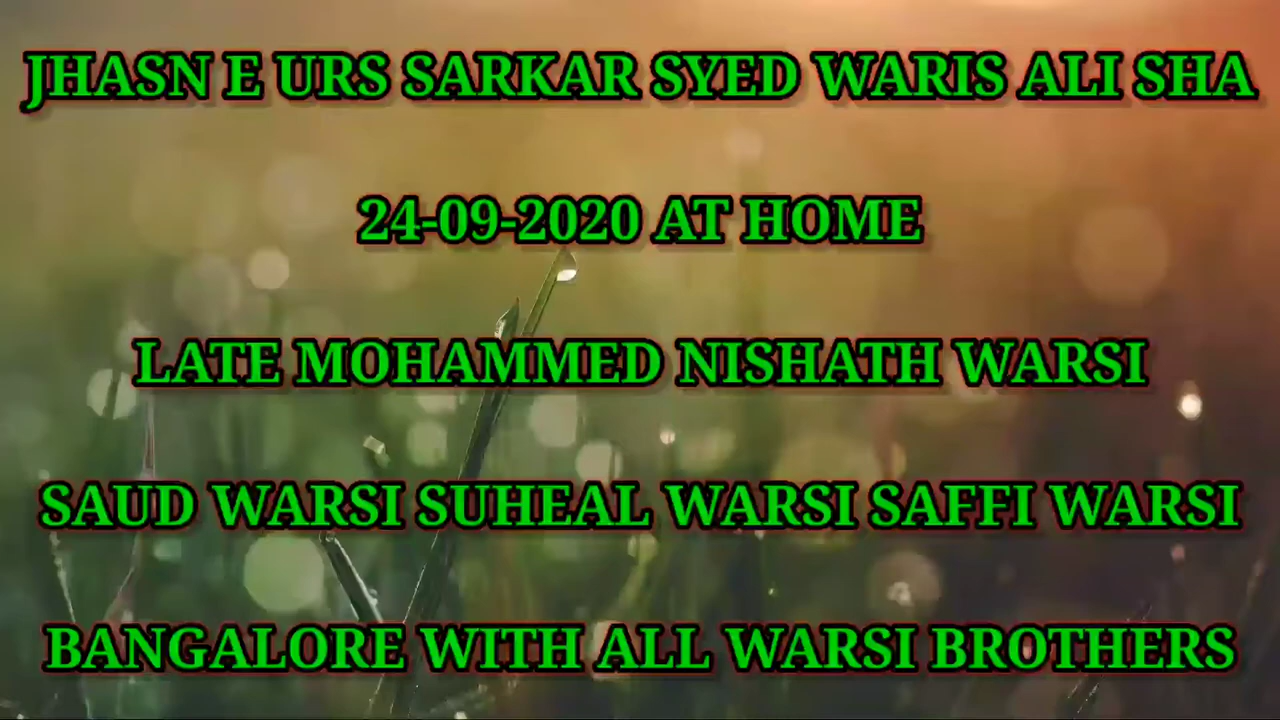 JHASN E URS SARKAR SYED WARIS ALI SHA
24-09-2020 AT HOME
LATE MOHAMMED NISHATH WARSI
SAUD WARSI SUHEAL WARSI SAFFI WARSI
BANGALORE WITH ALL WARSI BROTHERS